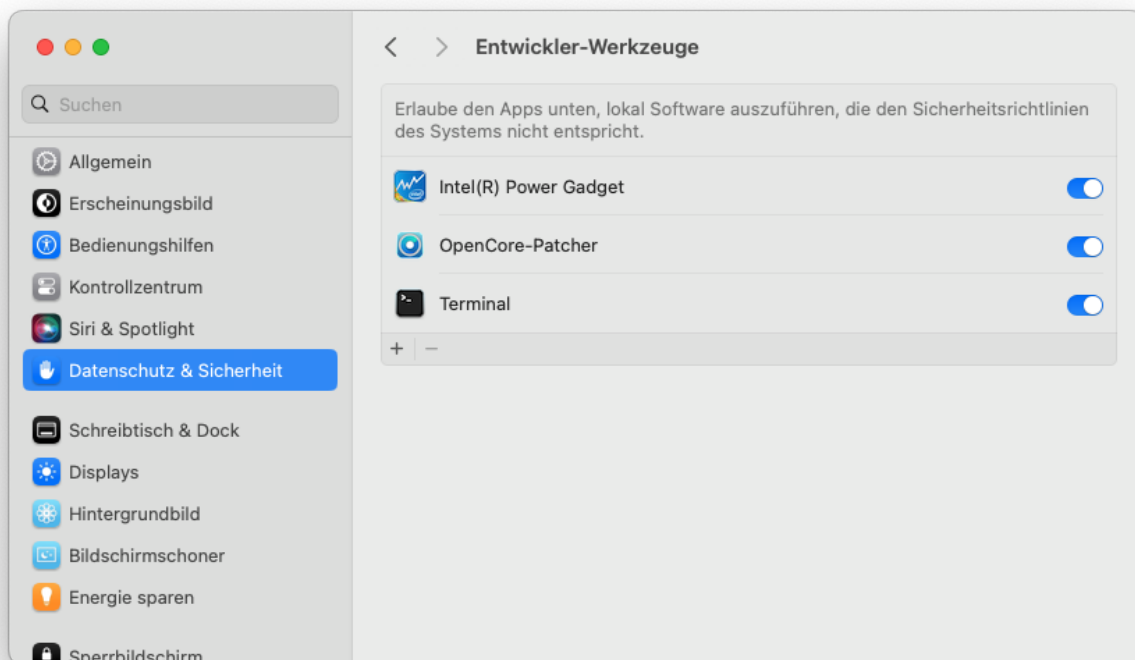 Entwickler-Werkzeuge
Suchen
Allgemein
Erscheinungsbild
Bedienungshilfen
Kontrollzentrum
Siri & Spotlight
Datenschutz & Sicherheit
Schreibtisch & Dock
Displays
Hintergrundbild
Bildschirmschoner
Energie sparen
Sperrbildschirm
Erlaube den Apps unten, lokal Software auszuführen, die den Sicherheitsrichtlinien
des Systems nicht entspricht.
Intel(R) Power Gadget
OpenCore-Patcher
Terminal